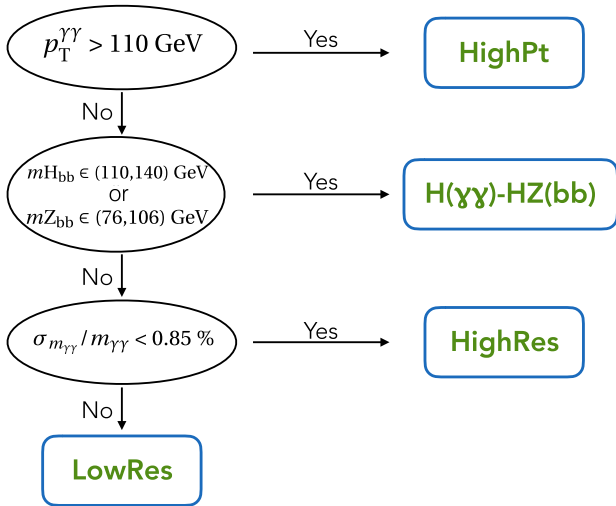 p_T^γγ > 110 GeV
Yes
HighPt
No
mH_bb ∈ (110,140) GeV
or
mZ_bb ∈ (76,106) GeV
Yes
H(γγ)-HZ(bb)
No
σ_m_γγ / m_γγ < 0.85 %
Yes
HighRes
No
LowRes